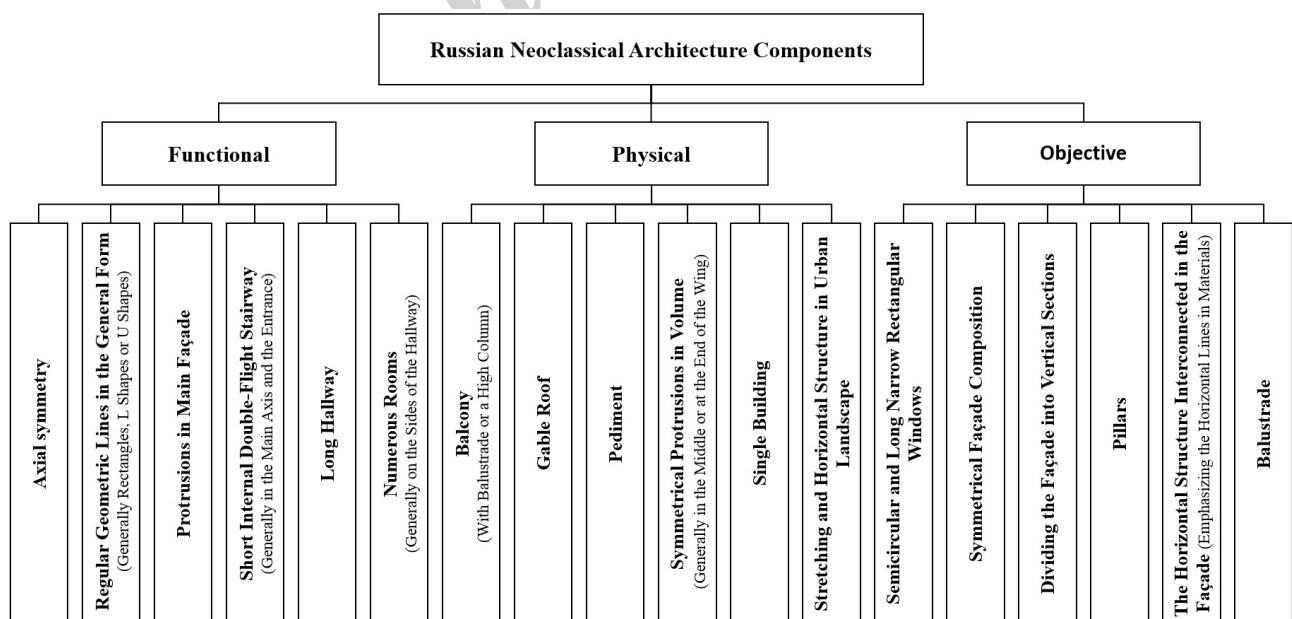 Russian Neoclassical Architecture Components
Functional
Physical
Objective
Axial symmetry
Regular Geometric Lines in the General Form
(Generally Rectangles, L Shapes or U Shapes)
Protrusions in Main Façade
Short Internal Double-Flight Stairway
(Generally in the Main Axis and the Entrance)
Long Hallway
Numerous Rooms
(Generally on the Sides of the Hallway)
Balcony
(With Balustrade or a High Column)
Gable Roof
Pediment
Symmetrical Protrusions in Volume
(Generally in the Middle or at the End of the Wing)
Single Building
Stretching and Horizontal Structure in Urban
Landscape
Semicircular and Long Narrow Rectangular
Windows
Symmetrical Façade Composition
Dividing the Façade into Vertical Sections
Pillars
The Horizontal Structure Interconnected in the
Façade (Emphasizing the Horizontal Lines in Materials)
Balustrade